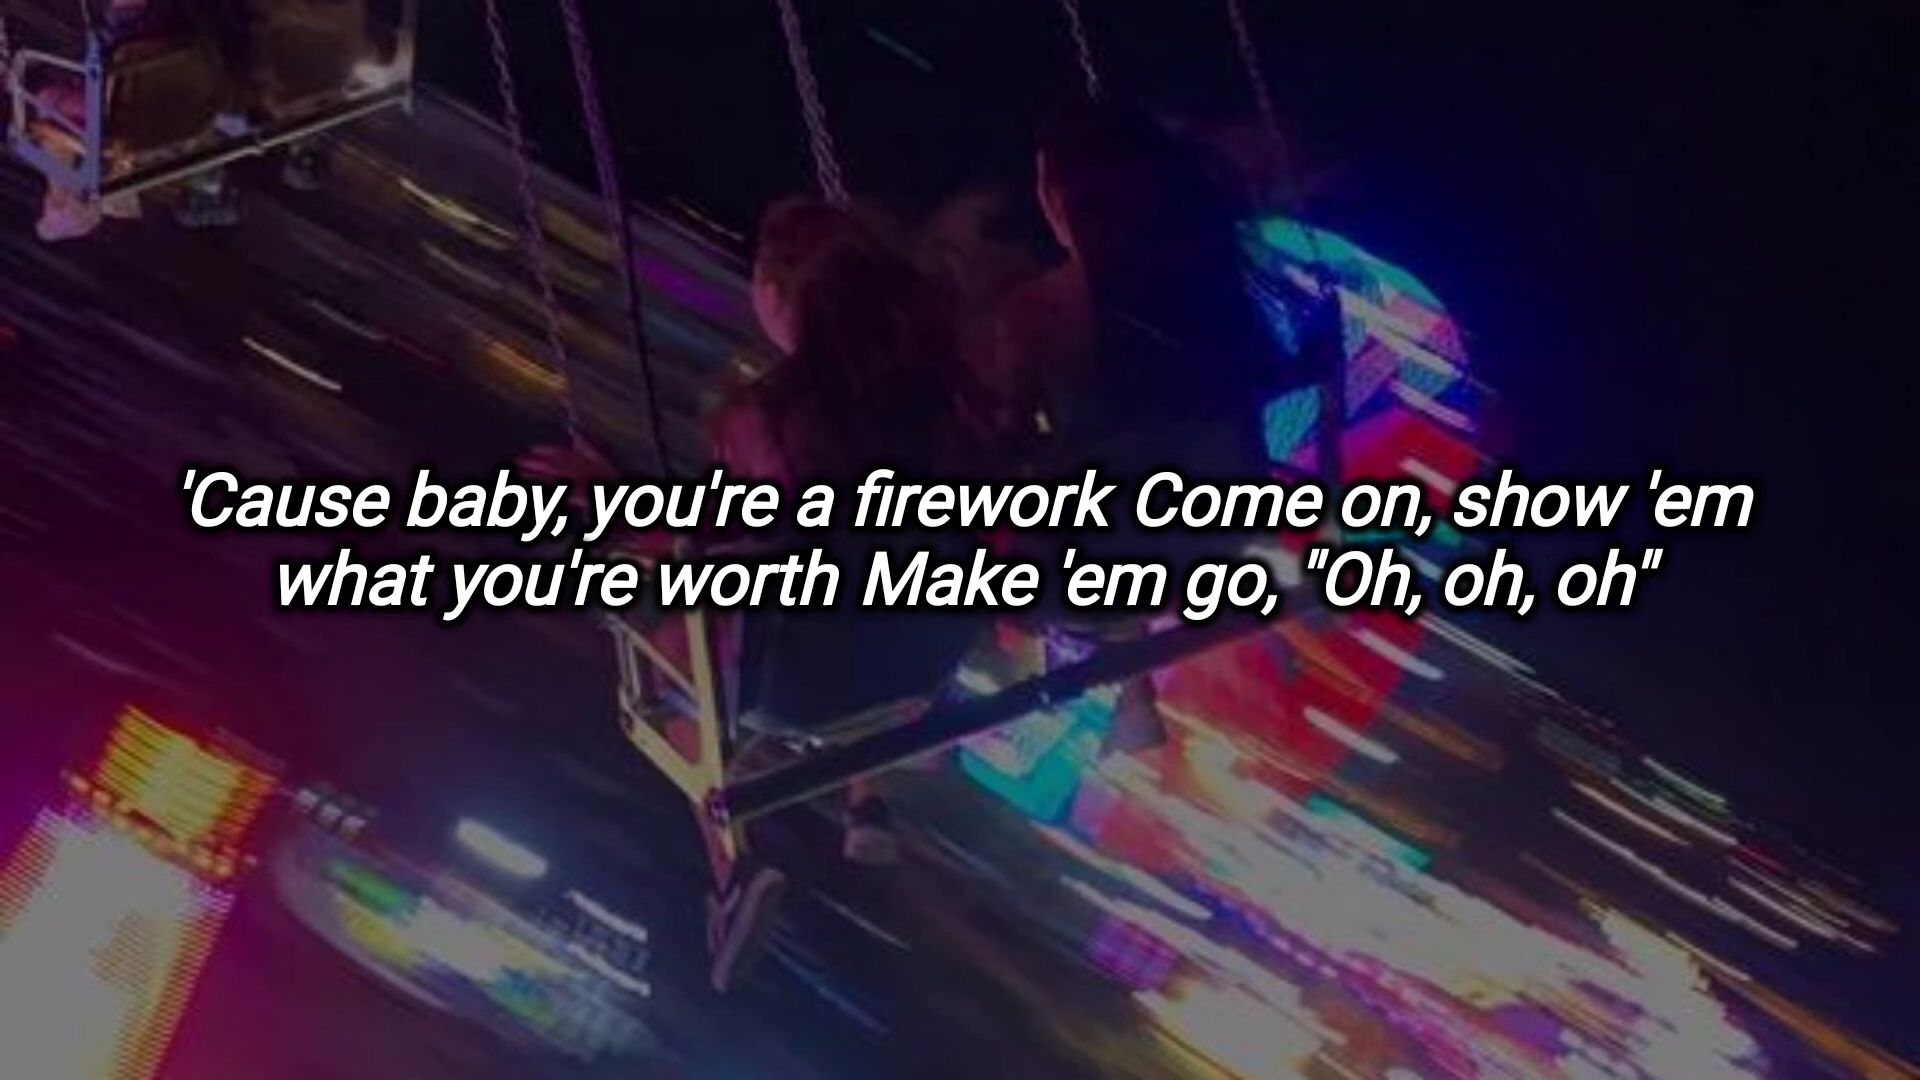 'Cause baby, you're a firework Come on, show 'em
what you're worth Make 'em go, "Oh, oh, oh"